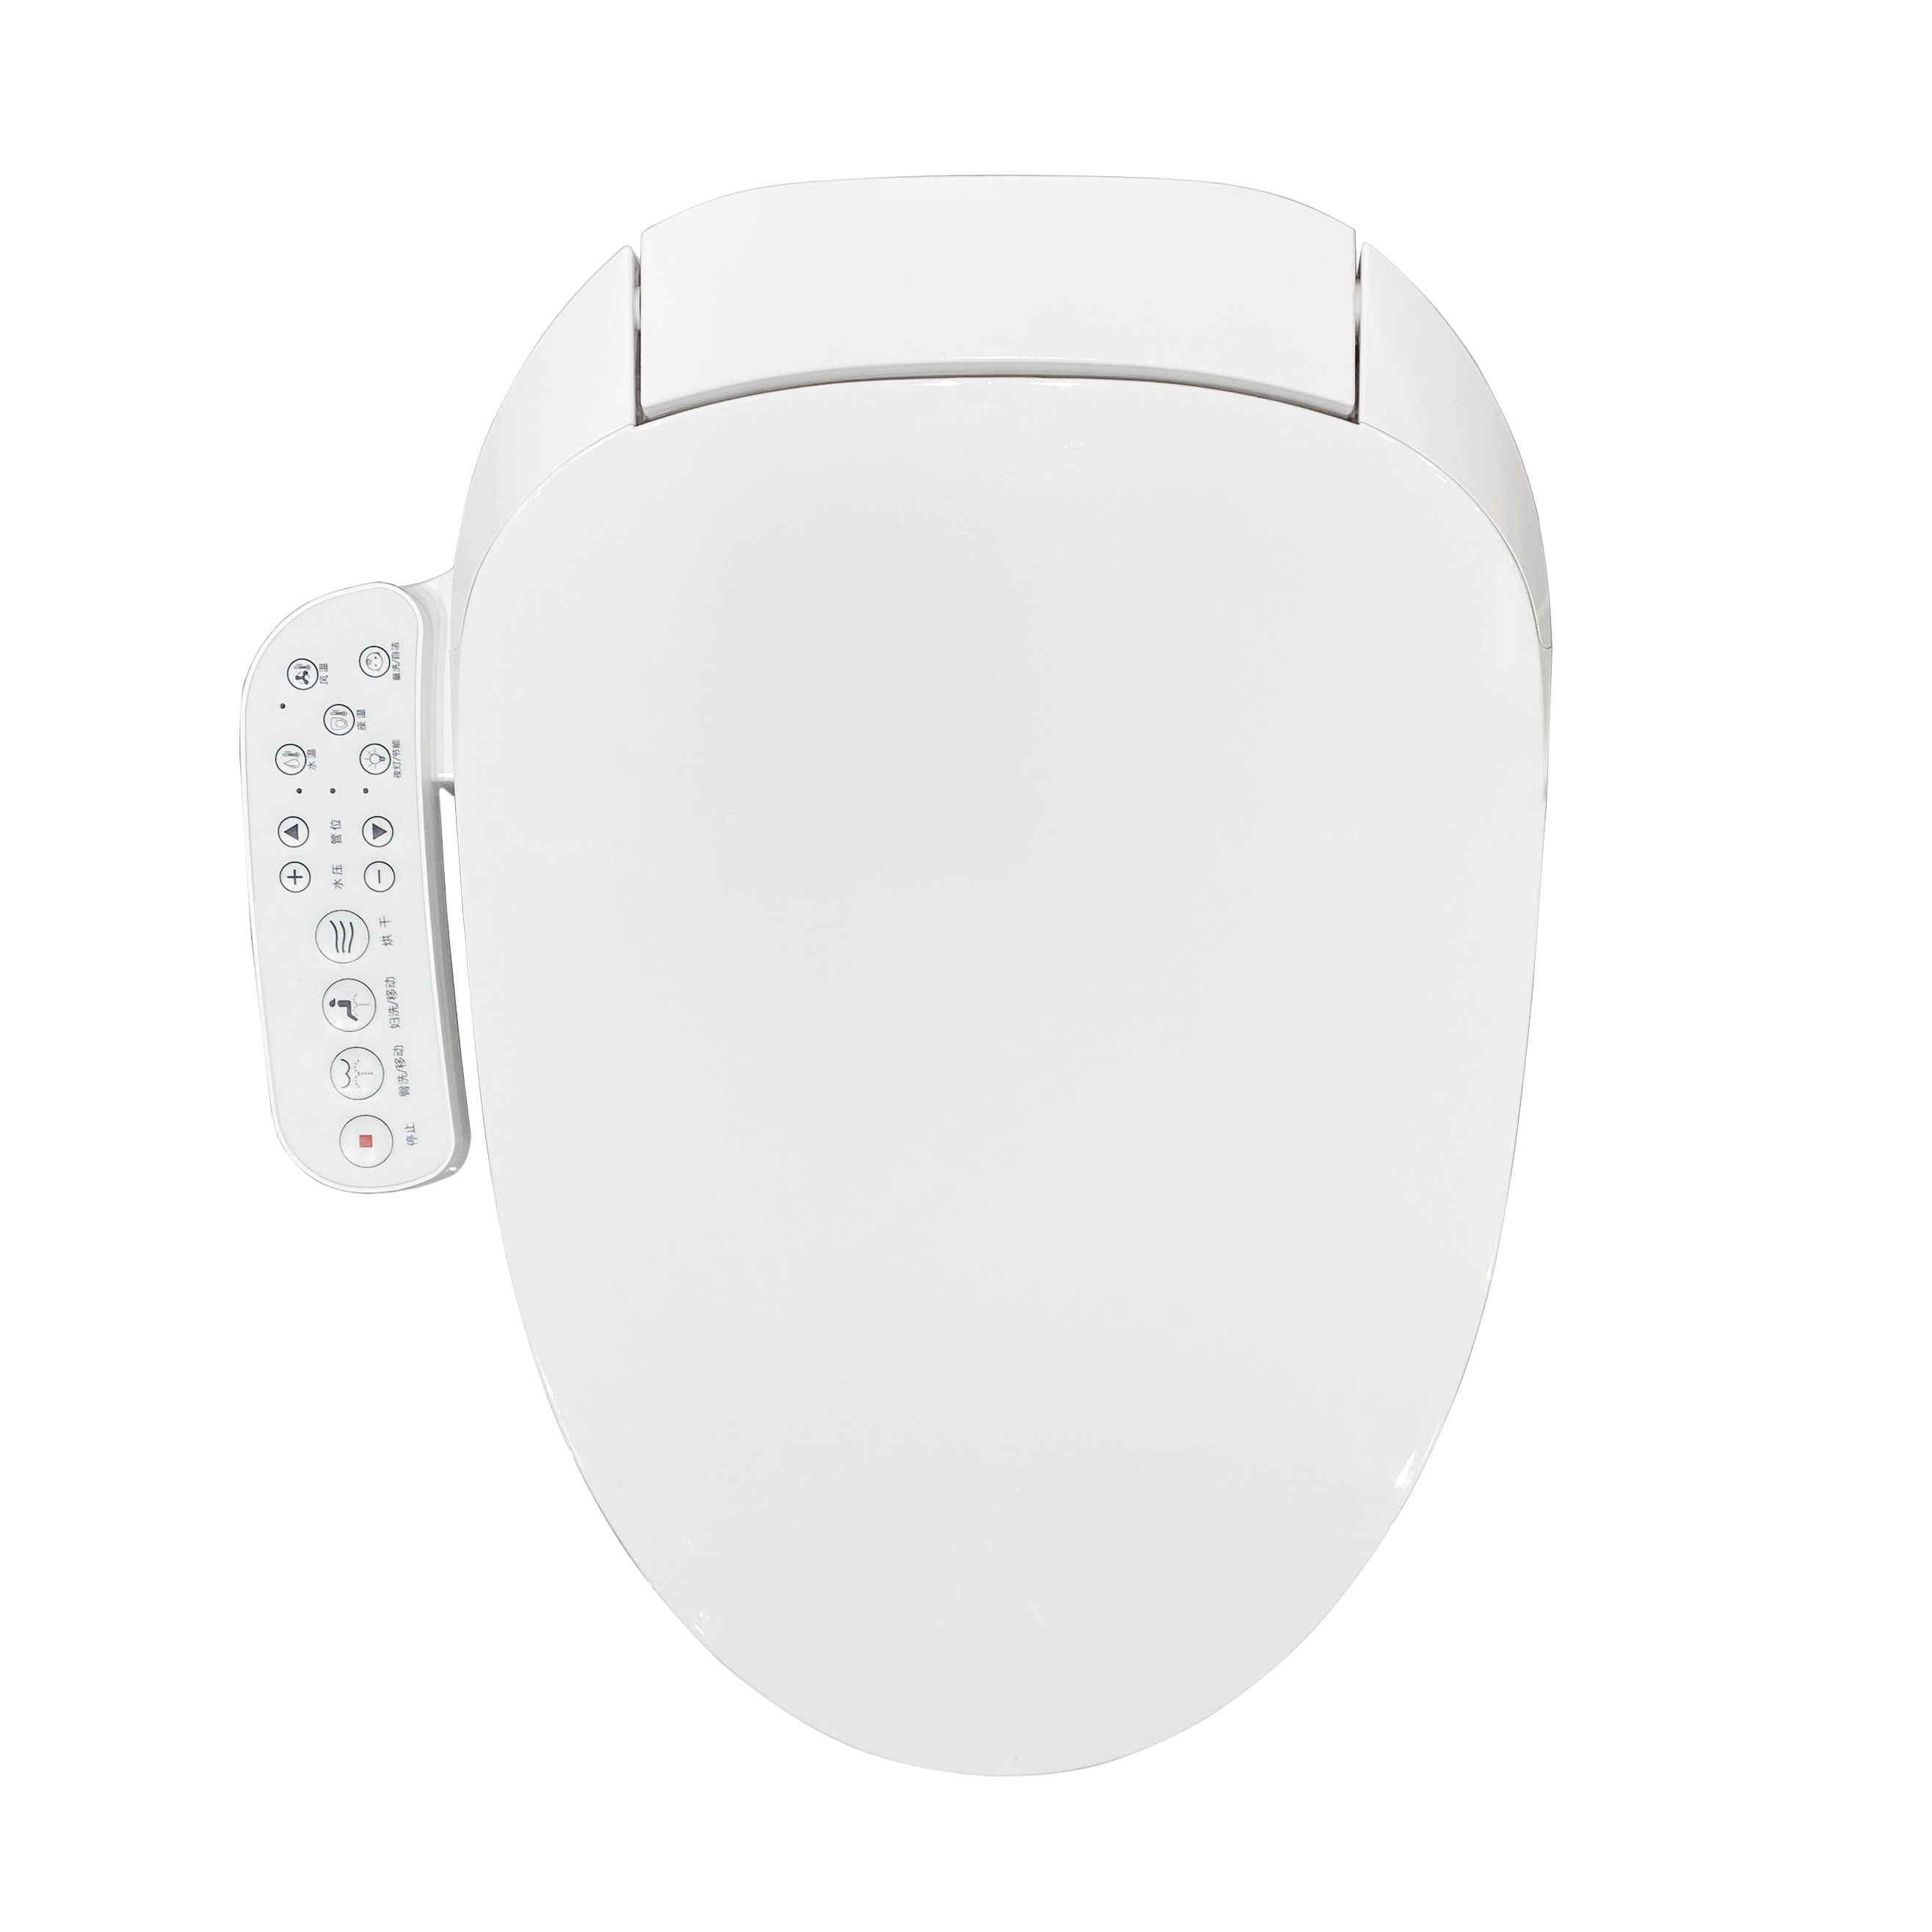 风温
童洗/自洁
座温
水温
夜灯/节能
管位
水压
烘干
妇洗/移动
臀洗/移动
停止